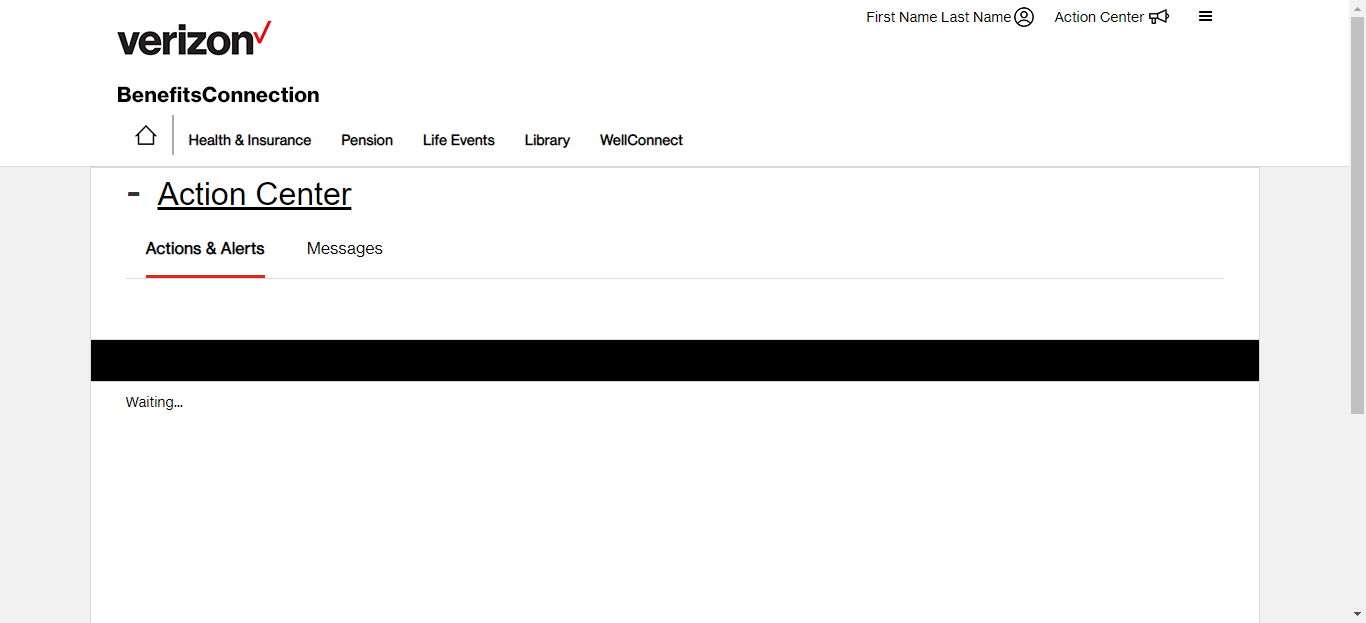 First Name Last Name Action Center
verizon
BenefitsConnection
Health & Insurance Pension Life Events Library WellConnect
- Action Center
Actions & Alerts Messages
Waiting...